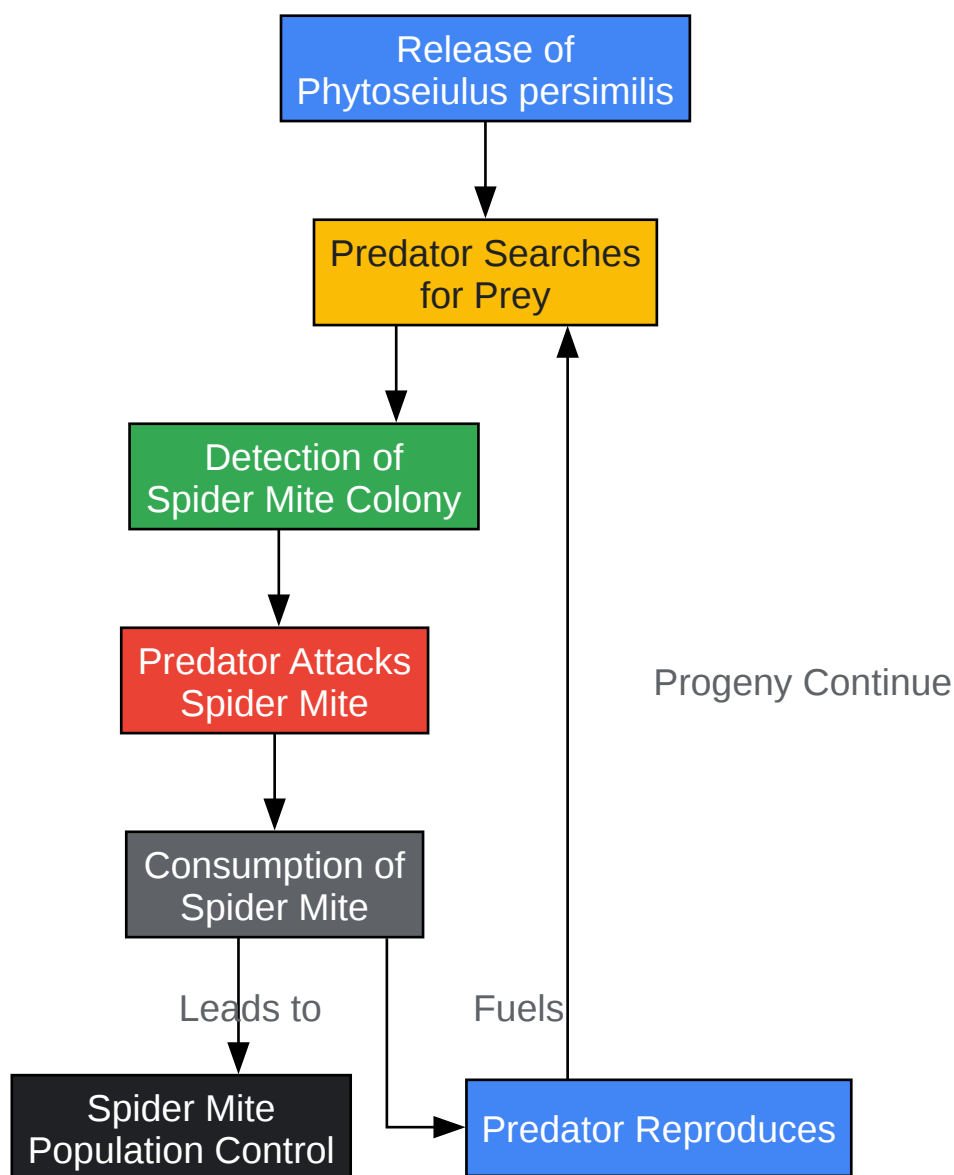 Release of
Phytoseiulus persimilis
Predator Searches
for Prey
Detection of
Spider Mite Colony
Predator Attacks
Spider Mite
Progeny Continue
Consumption of
Spider Mite
Leads to
Fuels
Spider Mite
Population Control
Predator Reproduces